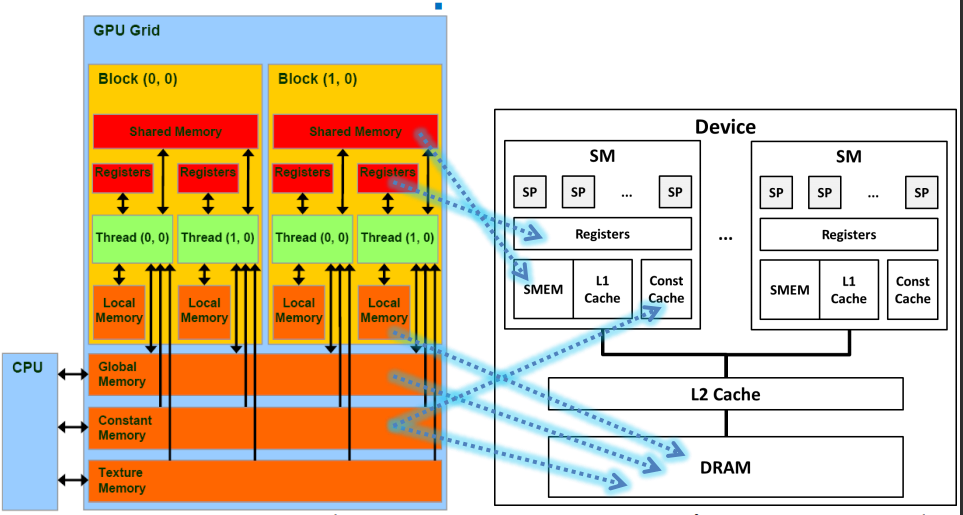 GPU Grid
Block (0, 0)
Block (1, 0)
Shared Memory
Shared Memory
Registers
Registers
Registers
Registers
Thread (0, 0)
Thread (1, 0)
Thread (0, 0)
Thread (1, 0)
Local
Memory
Local
Memory
Local
Memory
Local
Memory
CPU
Global
Memory
Constant
Memory
Texture
Memory
Device
SM
SP
SP
...
SP
Registers
SMEM
L1
Cache
Const
Cache
...
SM
SP
SP
...
SP
Registers
SMEM
L1
Cache
Const
Cache
L2 Cache
DRAM